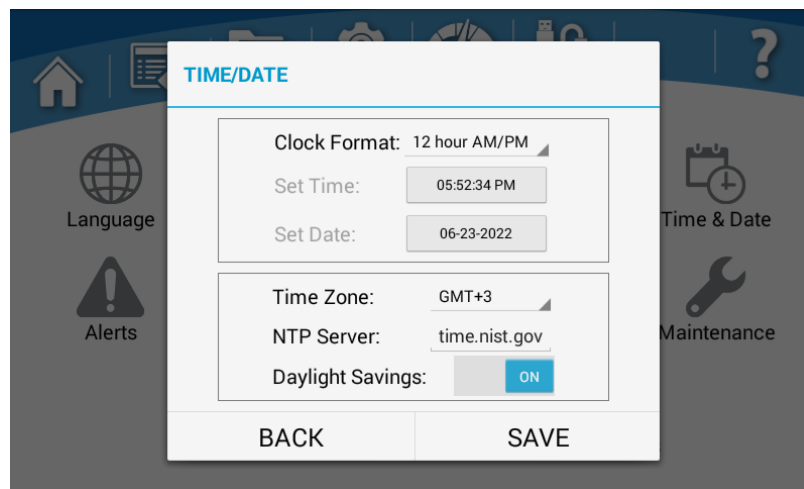 ?
TIME/DATE
Clock Format: 12 hour AM/PM
Set Time: 05:52:34 PM
Language
Time & Date
Set Date: 06-23-2022
Time Zone: GMT+3
Alerts
NTP Server: time.nist.gov
Maintenance
Daylight Savings: ON
BACK SAVE